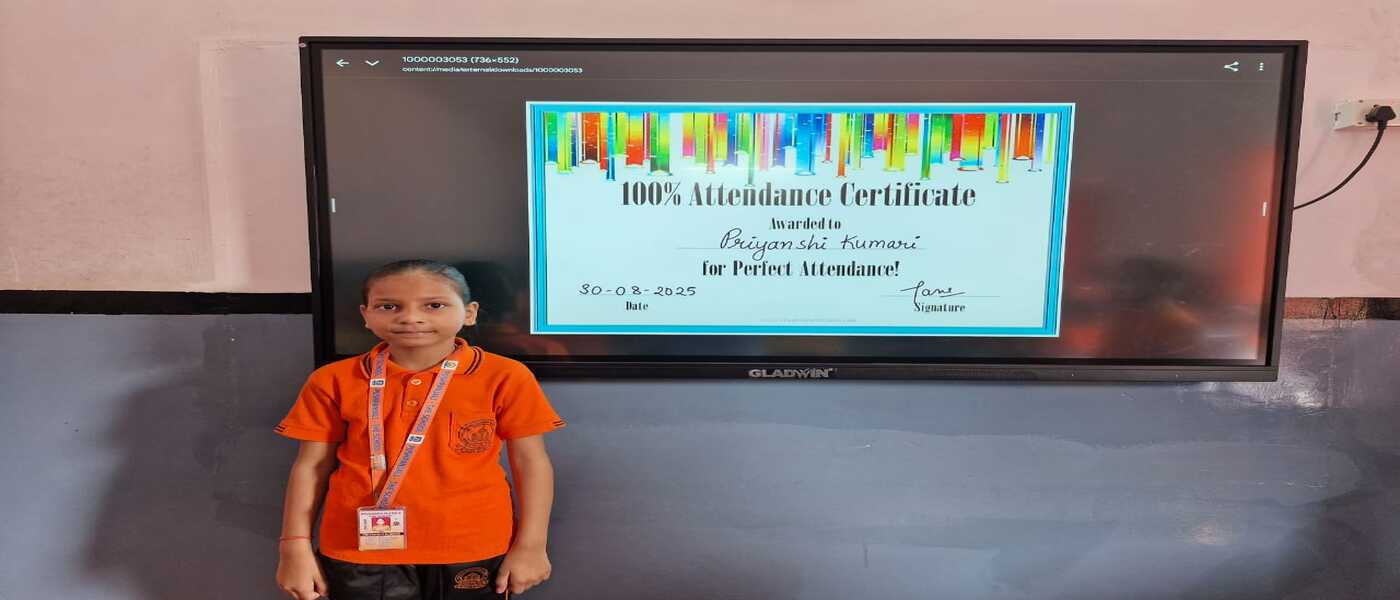 1000003053 (736×552)
content://media/external/downloads/1000003053
100% Attendance Certificate
Awarded to
Priyanshi Kumari
for Perfect Attendance!
30-08-2025
Date
Signature
GLADWIN